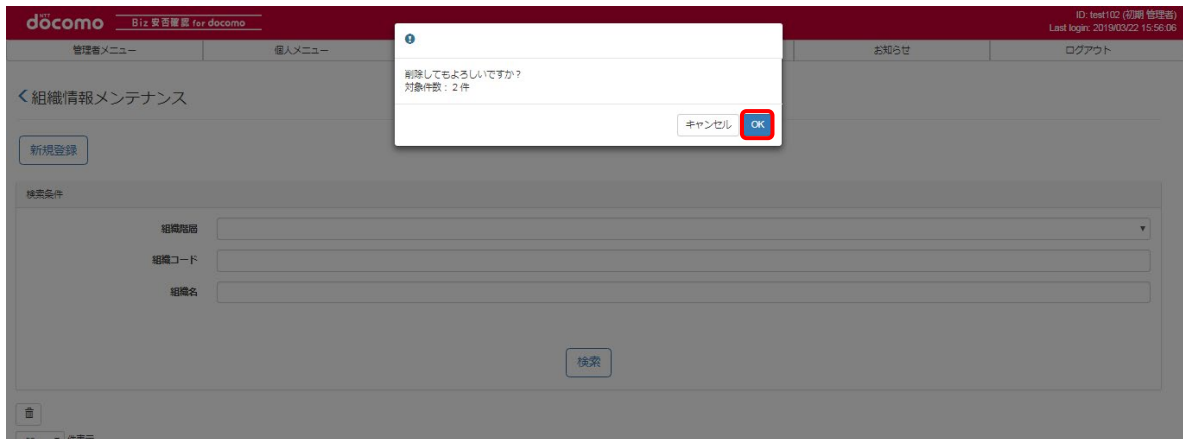 NTT
döcomo Biz 安否確認 for docomo
ID: test102 (初期 管理者)
Last login: 2019/03/22 15:56:06
管理者メニュー 個人メニュー お知らせ ログアウト
削除してもよろしいですか?
対象件数: 2 件
キャンセル OK
組織情報メンテナンス
新規登録
検索条件
組織階層
組織コード
組織名
検索
件表示